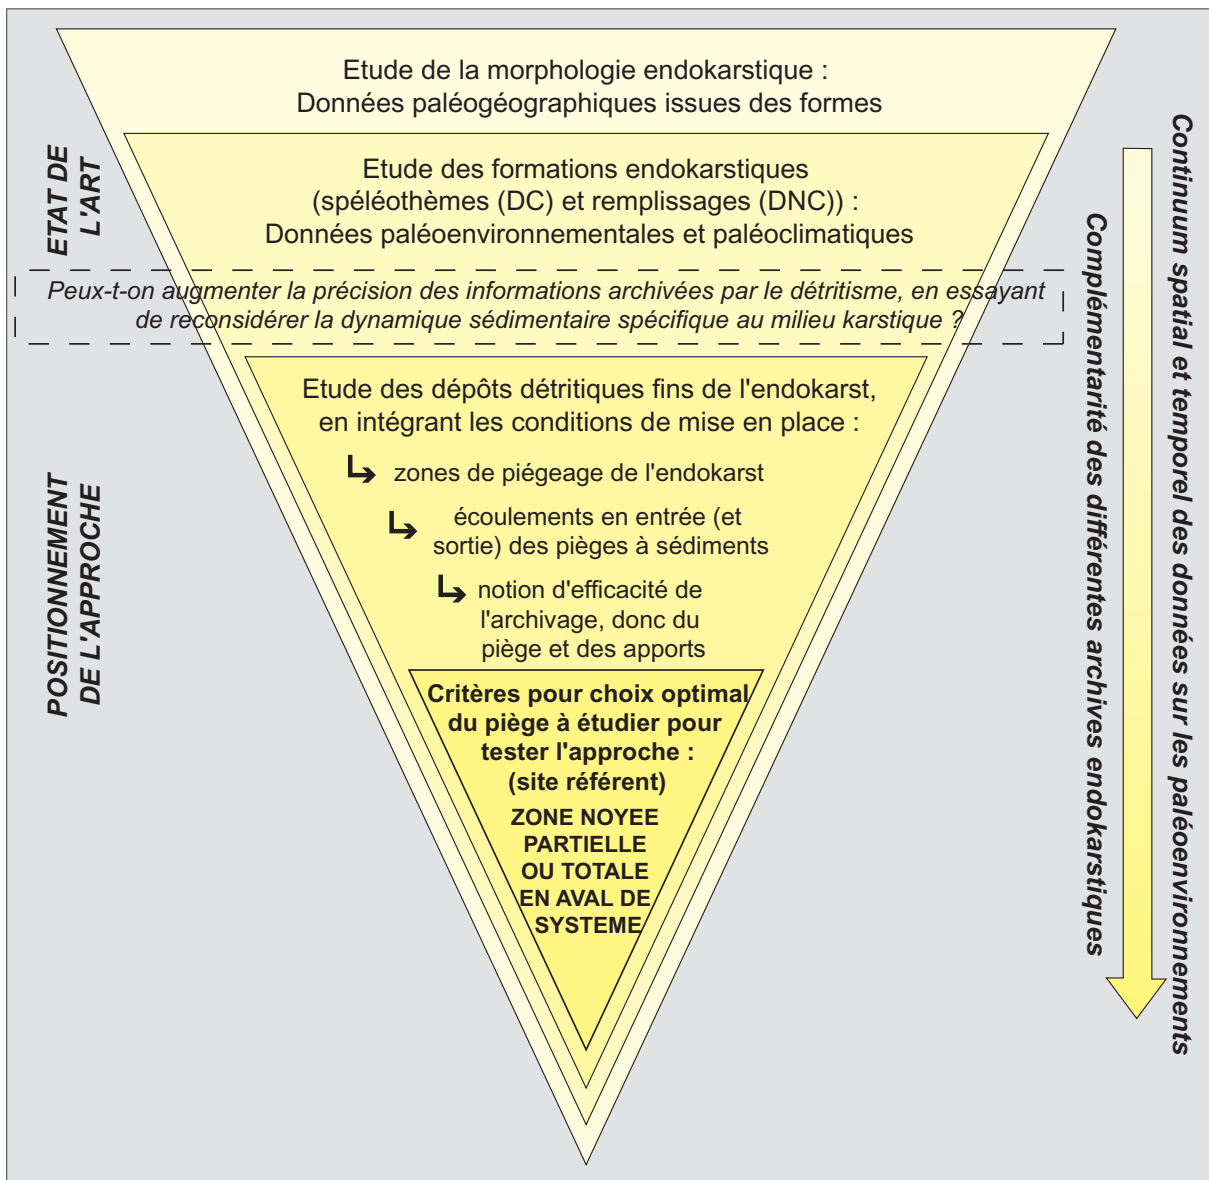 Etude de la morphologie endokarstique :
Données paléogéographiques issues des formes
ETAT DE
L'ART
Etude des formations endokarstiques
(spéléothèmes (DC) et remplissages (DNC)) :
Données paléoenvironnementales et paléoclimatiques
Peux-t-on augmenter la précision des informations archivées par le détritisme, en essayant
de reconsidérer la dynamique sédimentaire spécifique au milieu karstique ?
POSITIONNEMENT
DE L'APPROCHE
Etude des dépôts détritiques fins de l'endokarst,
en intégrant les conditions de mise en place :
zones de piégeage de l'endokarst
écoulements en entrée (et
sortie) des pièges à sédiments
notion d'efficacité de
l'archivage, donc du
piège et des apports
Critères pour choix optimal
du piège à étudier pour
tester l'approche :
(site référent)
ZONE NOYEE
PARTIELLE
OU TOTALE
EN AVAL DE
SYSTEME
Complémentarité des différentes archives endokarstiques
Continuum spatial et temporel des données sur les paléoenvironnements